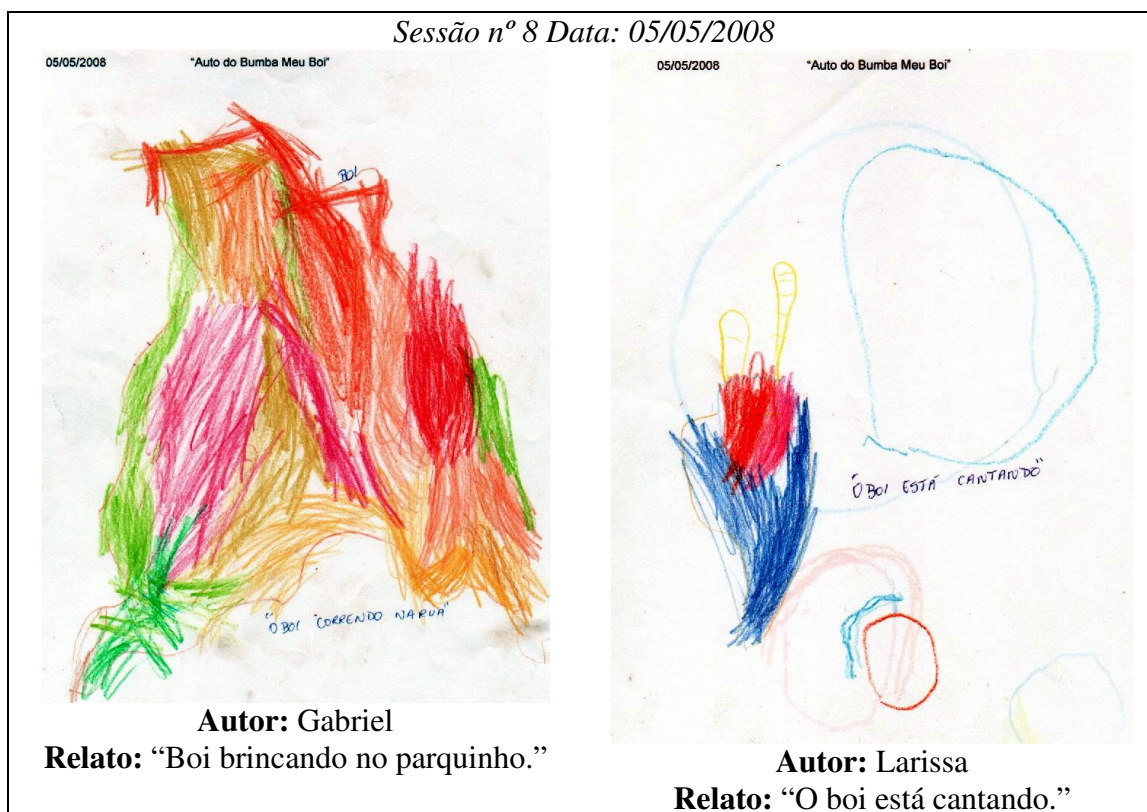 Sessão nº 8 Data: 05/05/2008
05/05/2008 "Auto do Bumba Meu Boi"
BOI
"O BOI CORRENDO NA RUA"
Autor: Gabriel
Relato: “Boi brincando no parquinho.”
05/05/2008 "Auto do Bumba Meu Boi"
"O BOI ESTÁ CANTANDO"
Autor: Larissa
Relato: “O boi está cantando.”